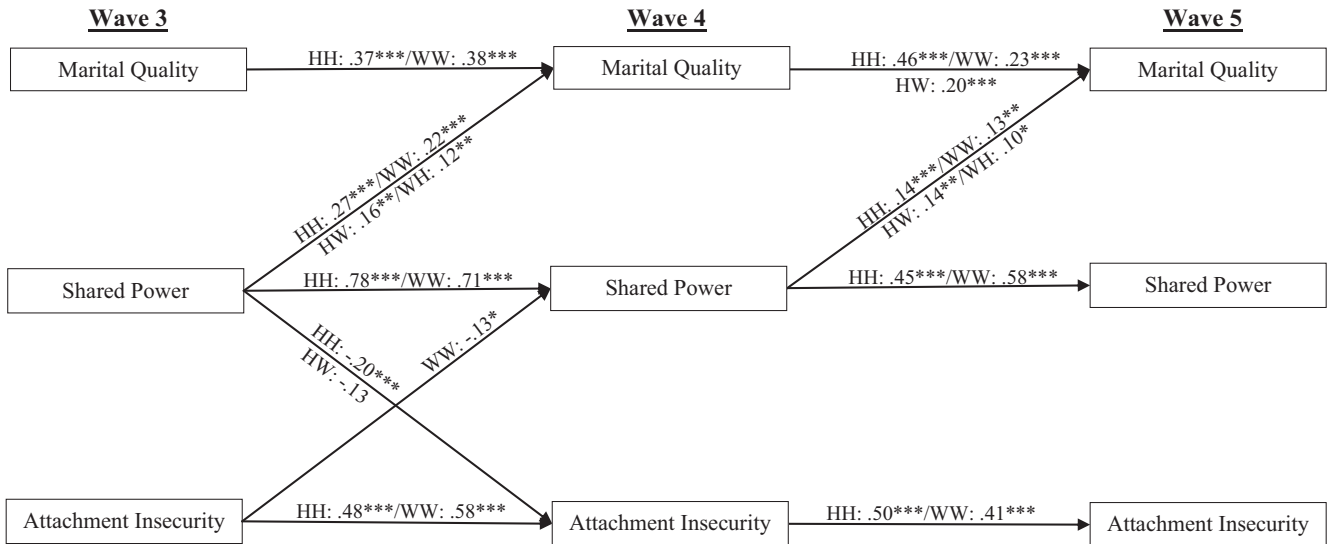 Wave 3
Wave 4
Wave 5
Marital Quality
HH: .37***/WW: .38***
Marital Quality
HH: .46***/WW: .23***
HW: .20***
Marital Quality
HH: .27***/WW: .22***
HW: .16**/WH: .12**
HH: .14***/WW: .13**
HW: .14**/WH: .10*
Shared Power
HH: .78***/WW: .71***
Shared Power
HH: .45***/WW: .58***
Shared Power
HH: -.20***
HW: -.13
WW: -.13*
Attachment Insecurity
HH: .48***/WW: .58***
Attachment Insecurity
HH: .50***/WW: .41***
Attachment Insecurity